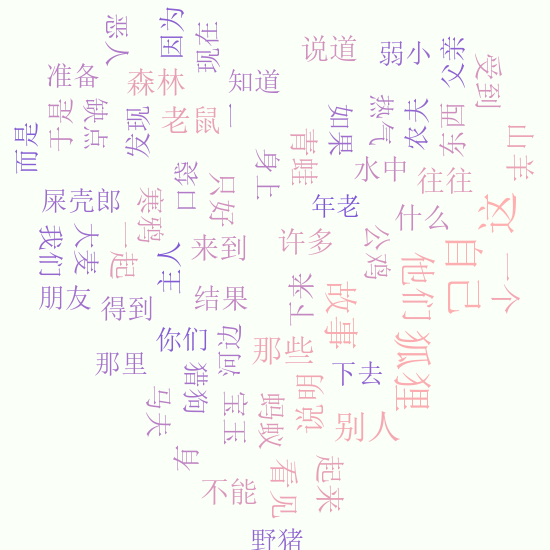 恶人
因为
现在
说道
弱小
父亲
受到
准备
森林
知道
热气
农夫
东西
而是
于是
缺点
发现
老鼠
一
如果
青蛙
水中
往往
山羊
身上
屎壳郎
寒鸦
口袋
只好
年老
什么
这
我们
大麦
一起
主人
来到
许多
公鸡
他们
自己
一个
朋友
得到
结果
下来
故事
你们
河边
那些
狐狸
那里
猎狗
下去
马夫
宝玉
蚂蚁
说明
别人
有
不能
看见
起来
野猪